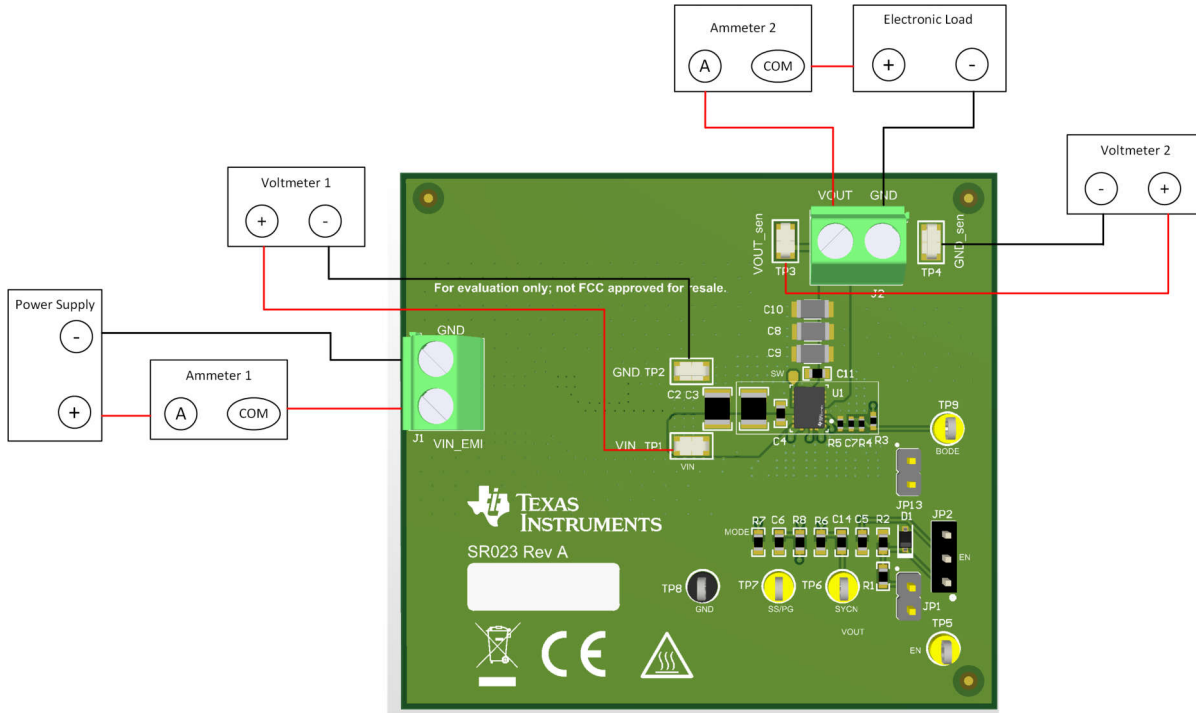 Ammeter 2
A
COM
Electronic Load
+
-
Voltmeter 1
+
-
Voltmeter 2
-
+
Power Supply
-
+
Ammeter 1
A
COM
VOUT
GND
VOUT_sen
TP3
GND_sen
TP4
J2
For evaluation only; not FCC approved for resale.
C10
C8
C9
SW
C11
U1
GND
J1
VIN_EMI
GND TP2
C2 C3
VIN TP1
VIN
C4
R5 C7 R4 R3
TP9
BODE
JP13
TEXAS
INSTRUMENTS
SR023 Rev A
MODE
R7 C6 R8 R6 C14 C5 R2 D1
JP2
EN
R1
JP1
TP8
GND
TP7
SS/PG
TP6
SYCN
VOUT
TP5
EN
CE